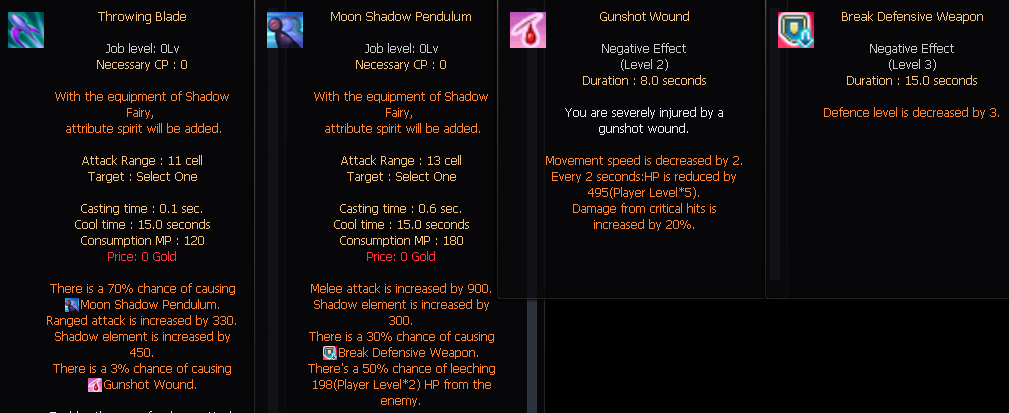 Throwing Blade
Job level: 0Lv
Necessary CP : 0
With the equipment of Shadow
Fairy,
attribute spirit will be added.
Attack Range : 11 cell
Target : Select One
Casting time : 0.1 sec.
Cool time : 15.0 seconds
Consumption MP : 120
Price: 0 Gold
There is a 70% chance of causing
Moon Shadow Pendulum.
Ranged attack is increased by 330.
Shadow element is increased by
450.
There is a 3% chance of causing
Gunshot Wound.
Moon Shadow Pendulum
Job level: 0Lv
Necessary CP : 0
With the equipment of Shadow
Fairy,
attribute spirit will be added.
Attack Range : 13 cell
Target : Select One
Casting time : 0.6 sec.
Cool time : 15.0 seconds
Consumption MP : 180
Price: 0 Gold
Melee attack is increased by 900.
Shadow element is increased by
300.
There is a 30% chance of causing
Break Defensive Weapon.
There's a 50% chance of leeching
198(Player Level*2) HP from the
enemy.
Gunshot Wound
Negative Effect
(Level 2)
Duration : 8.0 seconds
You are severely injured by a
gunshot wound.
Movement speed is decreased by 2.
Every 2 seconds:HP is reduced by
495(Player Level*5).
Damage from critical hits is
increased by 20%.
Break Defensive Weapon
Negative Effect
(Level 3)
Duration : 15.0 seconds
Defence level is decreased by 3.